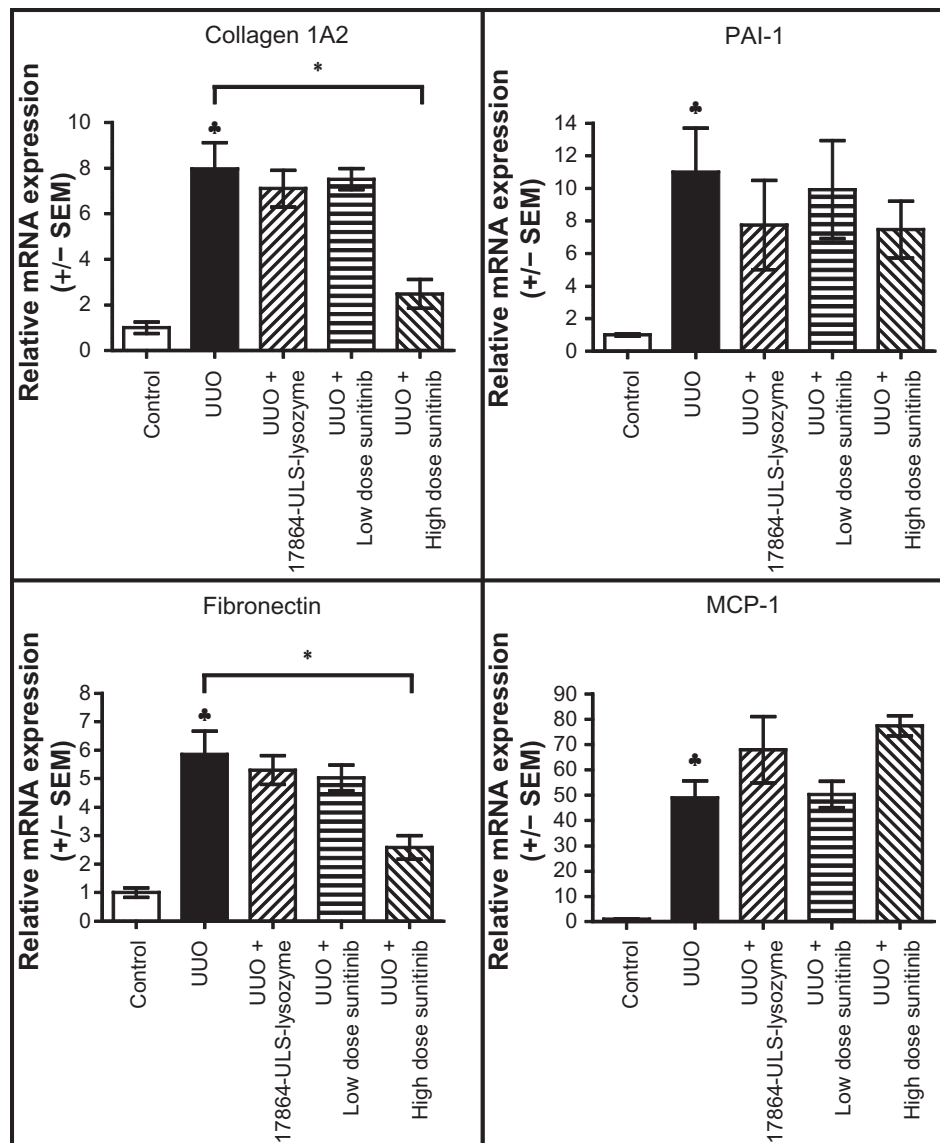 Collagen 1A2
Relative mRNA expression
(+/− SEM)
*
♣
10
8
6
4
2
0
Control
UUO
UUO +
17864-ULS-lysozyme
UUO +
Low dose sunitinib
UUO +
High dose sunitinib
PAI-1
Relative mRNA expression
(+/− SEM)
♣
14
12
10
8
6
4
2
0
Control
UUO
UUO +
17864-ULS-lysozyme
UUO +
Low dose sunitinib
UUO +
High dose sunitinib
Fibronectin
Relative mRNA expression
(+/− SEM)
*
♣
8
7
6
5
4
3
2
1
0
Control
UUO
UUO +
17864-ULS-lysozyme
UUO +
Low dose sunitinib
UUO +
High dose sunitinib
MCP-1
Relative mRNA expression
(+/− SEM)
♣
90
80
70
60
50
40
30
20
10
0
Control
UUO
UUO +
17864-ULS-lysozyme
UUO +
Low dose sunitinib
UUO +
High dose sunitinib